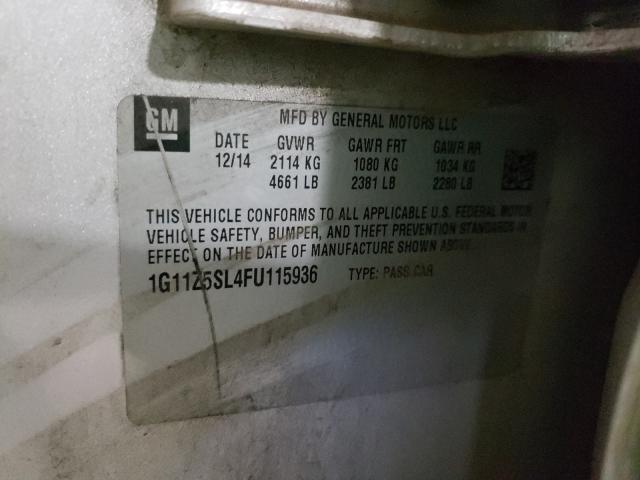 GM
MFD BY GENERAL MOTORS LLC
DATE GVWR GAWR FRT GAWR RR
12/14 2114 KG 1080 KG 1034 KG
4661 LB 2381 LB 2280 LB
THIS VEHICLE CONFORMS TO ALL APPLICABLE U.S. FEDERAL MOTOR
VEHICLE SAFETY, BUMPER, AND THEFT PREVENTION STANDARDS IN
EFFECT ON THE DATE OF MANUFACTURE SHOWN ABOVE.
1G11Z5SL4FU115936 TYPE: PASS CAR